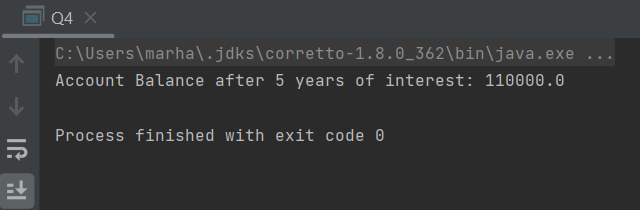 Q4
C:\Users\marha\.jdks\corretto-1.8.0_362\bin\java.exe ...
Account Balance after 5 years of interest: 110000.0
Process finished with exit code 0